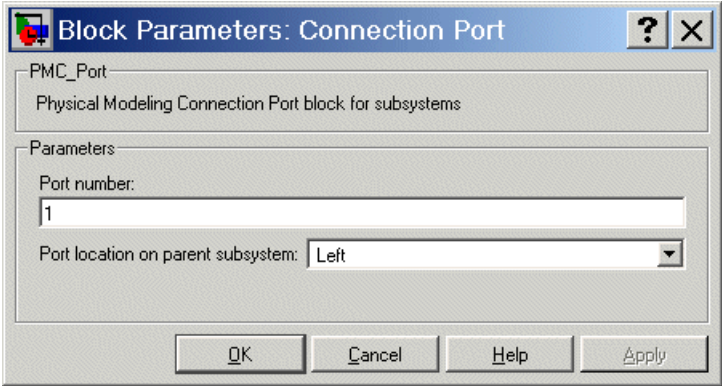 Block Parameters: Connection Port
PMC_Port
Physical Modeling Connection Port block for subsystems
Parameters
Port number:
1
Port location on parent subsystem: Left
OK Cancel Help Apply